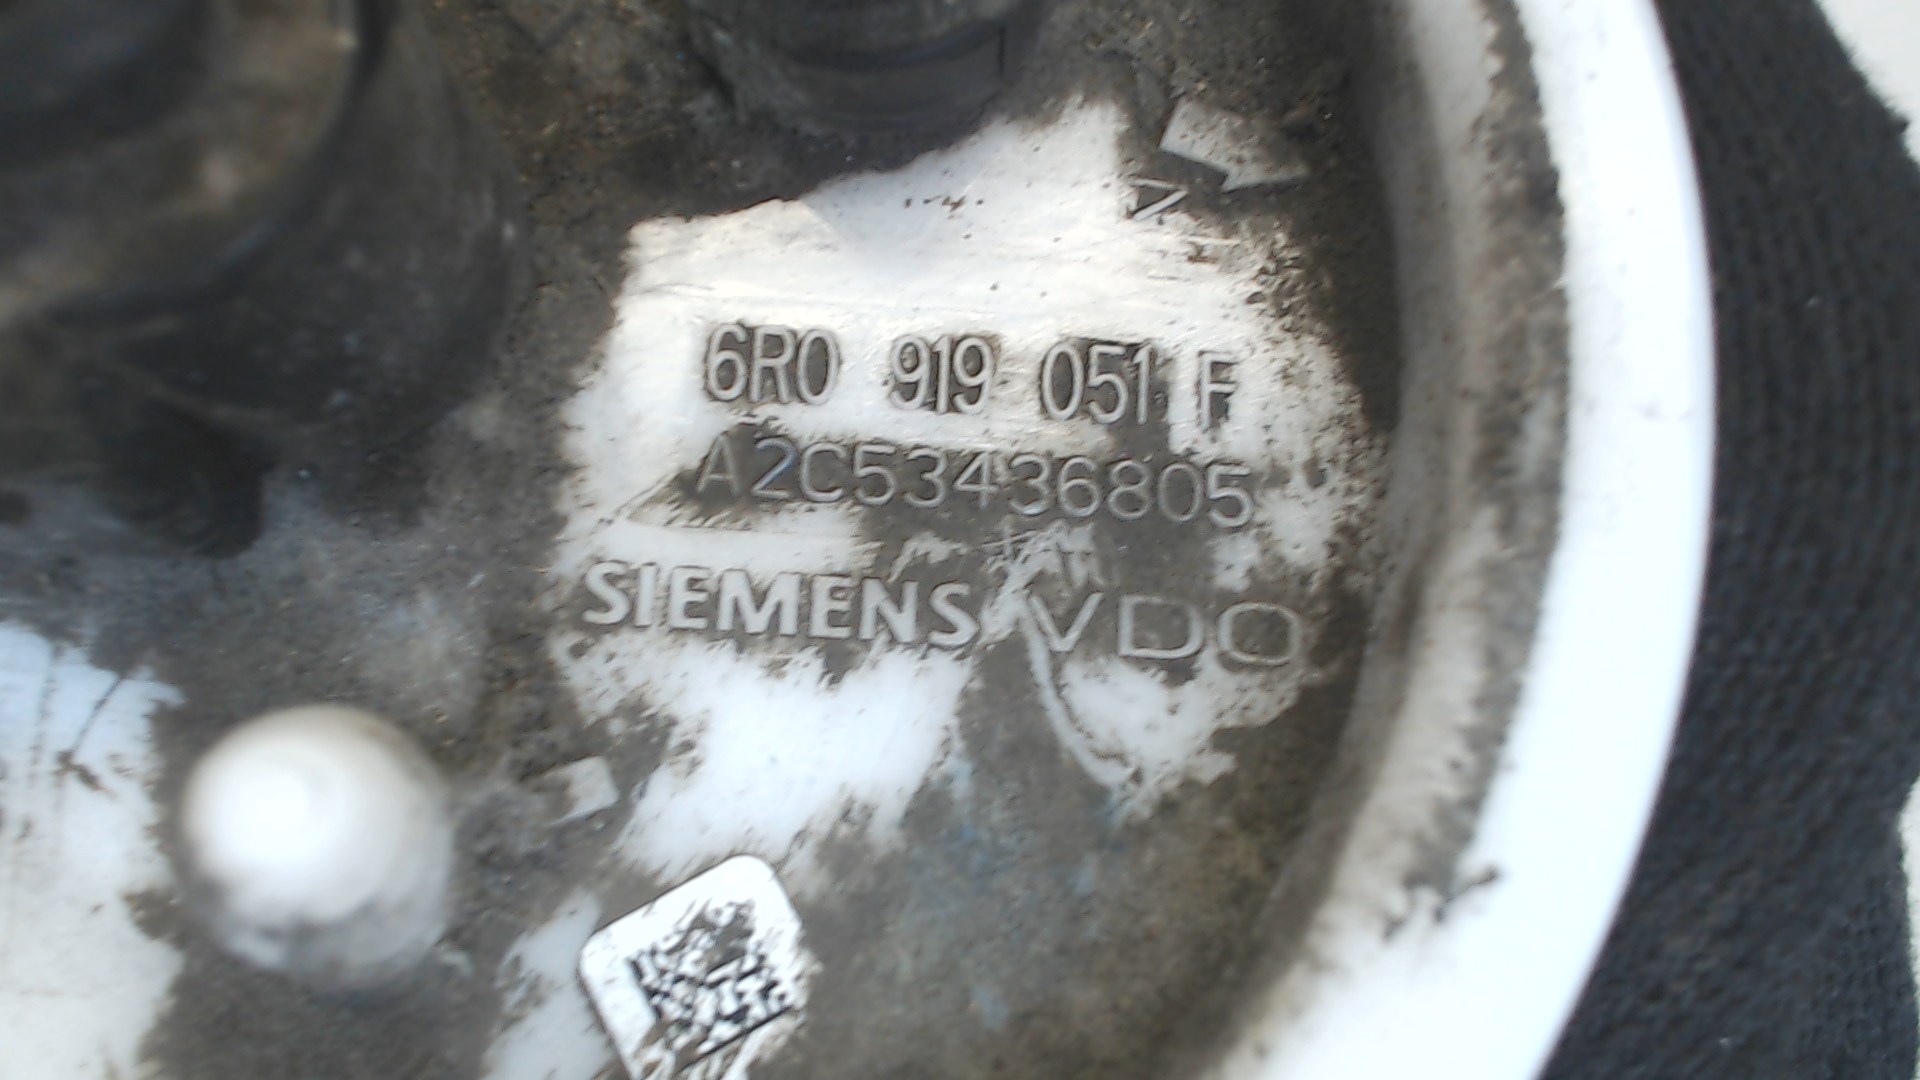 6R0 919 051 F
A2C53436805
SIEMENS VDO